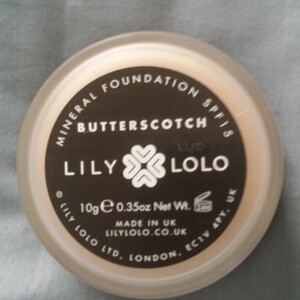 MINERAL FOUNDATION SPF15
BUTTERSCOTCH
LILY LOLO
10g e 0.35oz Net Wt.
MADE IN UK
LILYLOLO.CO.UK
© LILY LOLO LTD. LONDON, EC1V 4PY. UK